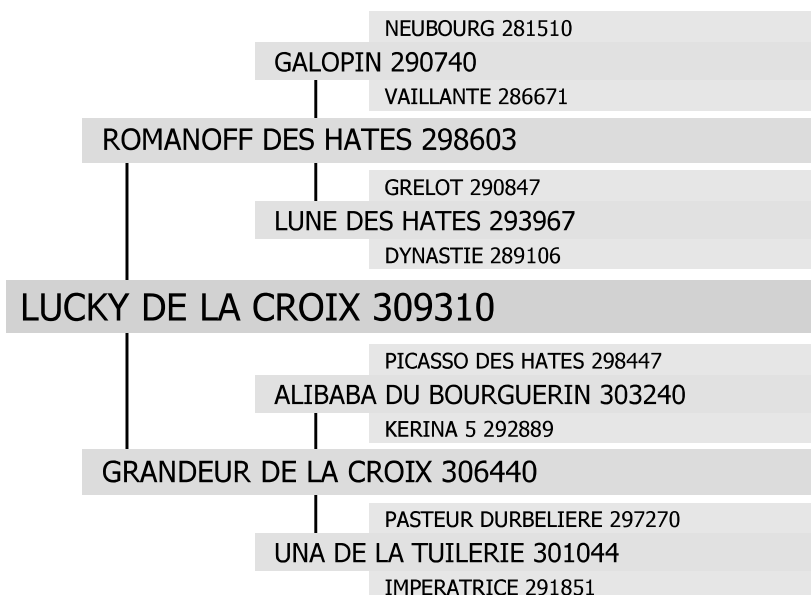 NEUBOURG 281510
GALOPIN 290740
VAILLANTE 286671
ROMANOFF DES HATES 298603
GRELOT 290847
LUNE DES HATES 293967
DYNASTIE 289106
LUCKY DE LA CROIX 309310
PICASSO DES HATES 298447
ALIBABA DU BOURGUERIN 303240
KERINA 5 292889
GRANDEUR DE LA CROIX 306440
PASTEUR DURBELIERE 297270
UNA DE LA TUILERIE 301044
IMPERATRICE 291851